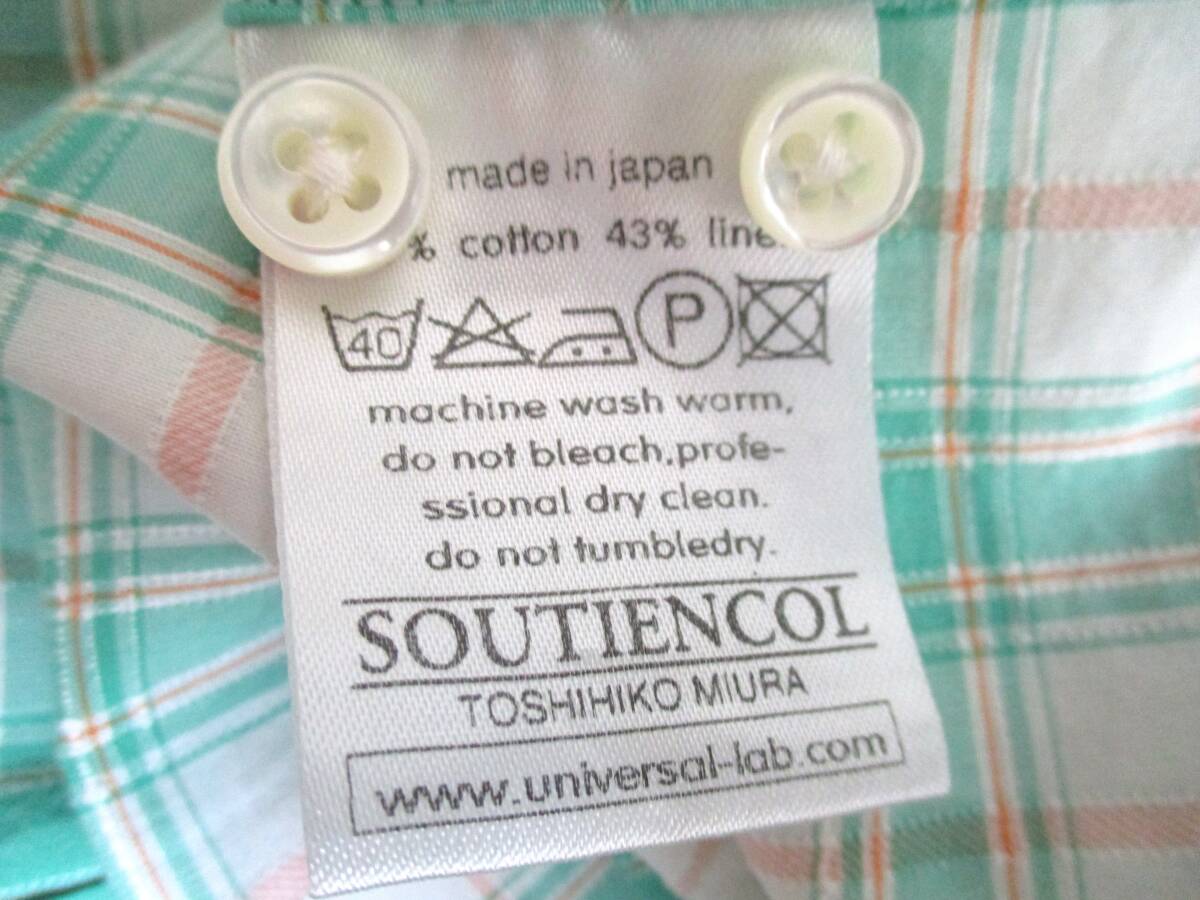 made in japan
% cotton 43% line
40 P
machine wash warm,
do not bleach.profe-
ssional dry clean.
do not tumbledry.
SOUTIENCOL
TOSHIHIKO MIURA
www.universal-lab.com